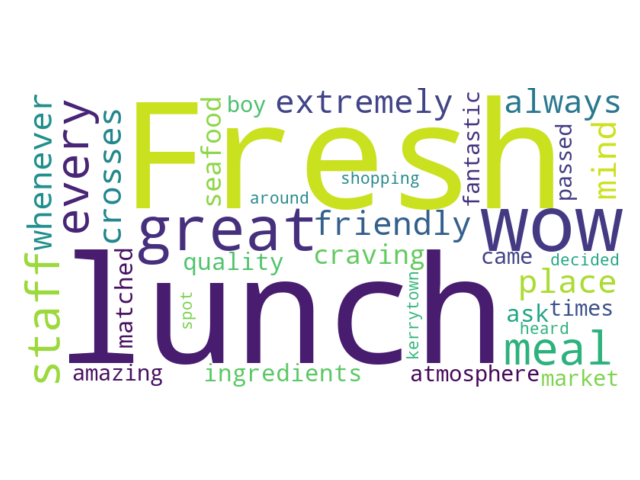 whenever
every
crosses
Fresh
seafood
boy
extremely
fantastic
always
passed
mind
shopping
around
great
friendly
wow
staff
lunch
matched
quality
craving
came
decided
spot
kerrytown
place
ask
times
heard
meal
amazing
ingredients
atmosphere
market